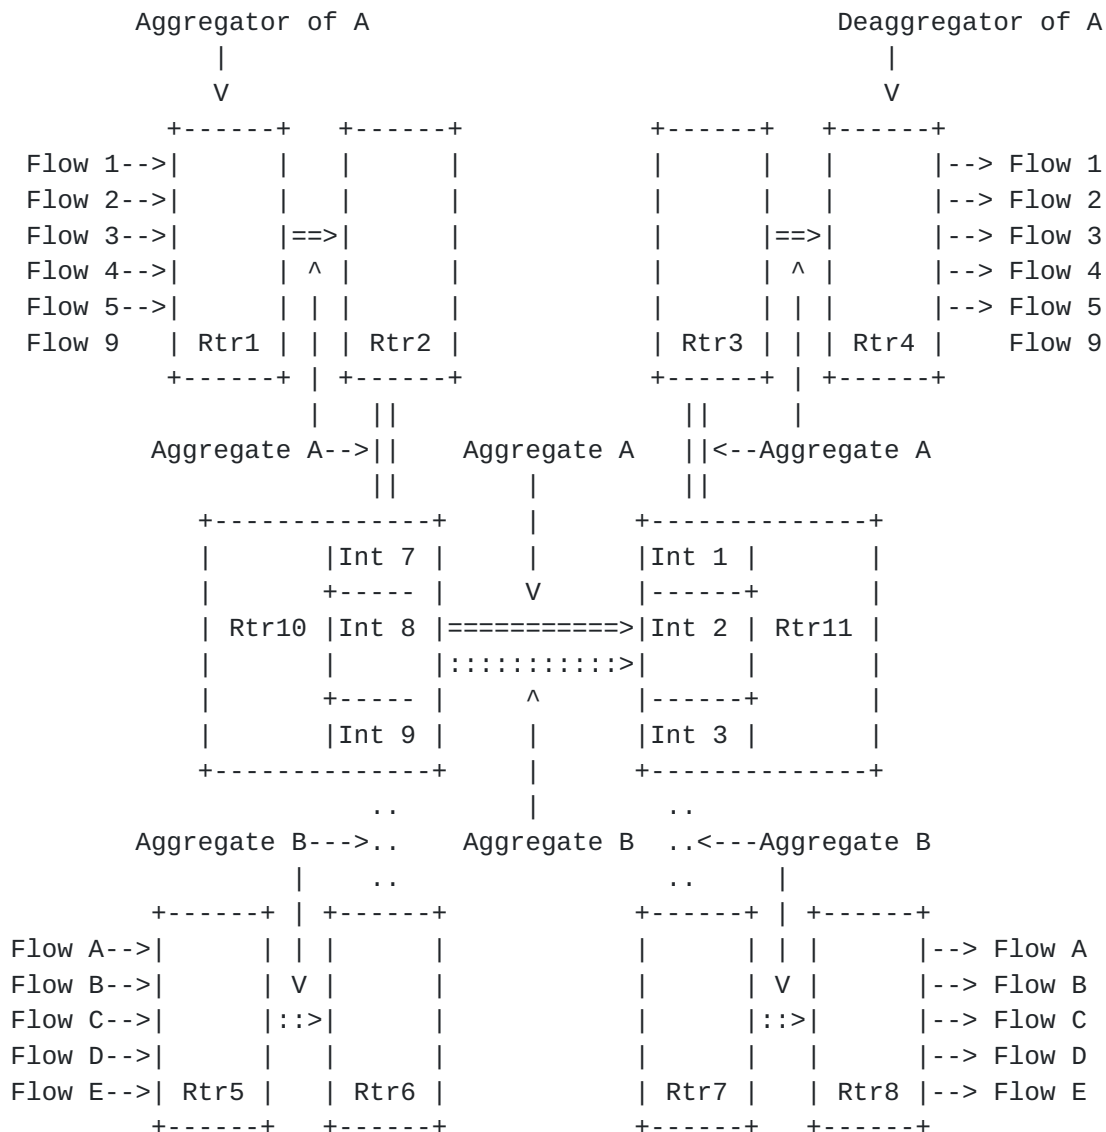 Aggregator of A                              Deaggregator of A
             |                                          |
             V                                          V
          +------+   +------+            +------+   +------+
 Flow 1-->|      |   |      |            |      |   |      |--> Flow 1
 Flow 2-->|      |   |      |            |      |   |      |--> Flow 2
 Flow 3-->|      |==>|      |            |      |==>|      |--> Flow 3
 Flow 4-->|      | ^ |      |            |      | ^ |      |--> Flow 4
 Flow 5-->|      | | |      |            |      | | |      |--> Flow 5
 Flow 9   | Rtr1 | | | Rtr2 |            | Rtr3 | | | Rtr4 |    Flow 9
          +------+ | +------+            +------+ | +------+
                   |   ||                  ||     |
         Aggregate A-->||    Aggregate A   ||<--Aggregate A
                       ||        |         ||
            +--------------+     |      +--------------+
            |       |Int 7 |     |      |Int 1 |       |
            |       +----- |     V      |------+       |
            | Rtr10 |Int 8 |===========>|Int 2 | Rtr11 |
            |       |      |:::::::::::>|      |       |
            |       +----- |     ^      |------+       |
            |       |Int 9 |     |      |Int 3 |       |
            +--------------+     |      +--------------+
                       ..        |        ..
        Aggregate B--->..    Aggregate B  ..<---Aggregate B
                  |    ..                 ..     |
         +------+ | +------+            +------+ | +------+
Flow A-->|      | | |      |            |      | | |      |--> Flow A
Flow B-->|      | V |      |            |      | V |      |--> Flow B
Flow C-->|      |::>|      |            |      |::>|      |--> Flow C
Flow D-->|      |   |      |            |      |   |      |--> Flow D
Flow E-->| Rtr5 |   | Rtr6 |            | Rtr7 |   | Rtr8 |--> Flow E
         +------+   +------+            +------+   +------+